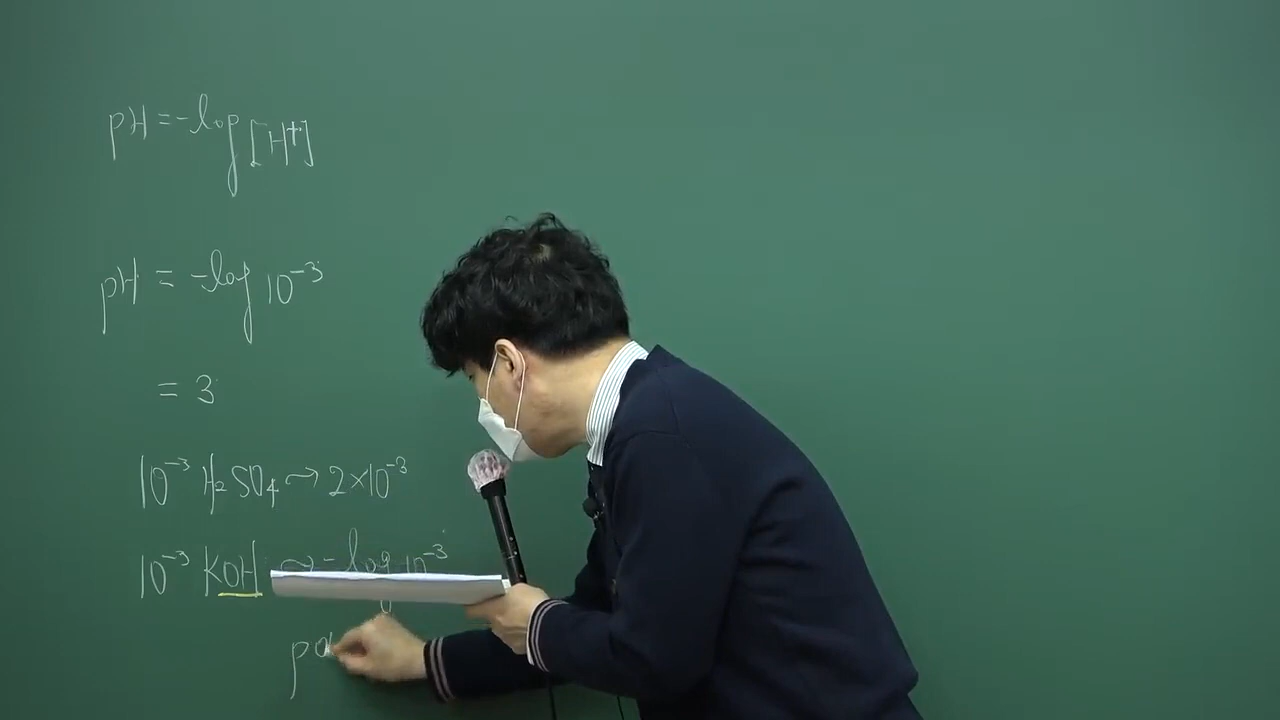 pH = -log [H⁺]
pH = -log 10⁻³
= 3
10⁻³ H₂SO₄ ~> 2×10⁻³
10⁻³ KOH ~> -log 10⁻³
pO